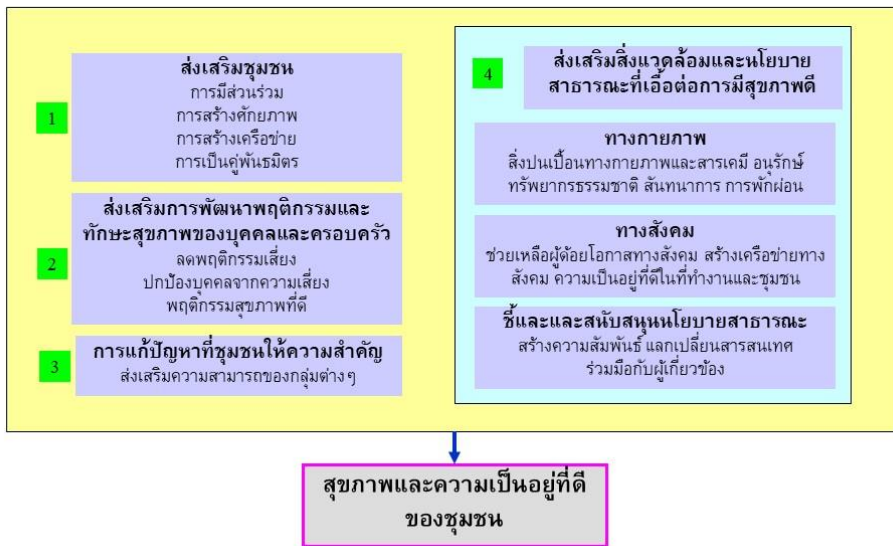 1
ส่งเสริมชุมชน
การมีส่วนร่วม
การสร้างศักยภาพ
การสร้างเครือข่าย
การเป็นคู่พันธมิตร
2
ส่งเสริมการพัฒนาพฤติกรรมและ
ทักษะสุขภาพของบุคคลและครอบครัว
ลดพฤติกรรมเสี่ยง
ปกป้องบุคคลจากความเสี่ยง
พฤติกรรมสุขภาพที่ดี
3
การแก้ปัญหาที่ชุมชนให้ความสำคัญ
ส่งเสริมความสามารถของกลุ่มต่างๆ
4
ส่งเสริมสิ่งแวดล้อมและนโยบาย
สาธารณะที่เอื้อต่อการมีสุขภาพดี
ทางกายภาพ
สิ่งปนเปื้อนทางกายภาพและสารเคมี อนุรักษ์
ทรัพยากรธรรมชาติ สันทนาการ การพักผ่อน
ทางสังคม
ช่วยเหลือผู้ด้อยโอกาสทางสังคม สร้างเครือข่ายทาง
สังคม ความเป็นอยู่ที่ดีในที่ทำงานและชุมชน
ชี้และและสนับสนุนนโยบายสาธารณะ
สร้างความสัมพันธ์ แลกเปลี่ยนสารสนเทศ
ร่วมมือกับผู้เกี่ยวข้อง
สุขภาพและความเป็นอยู่ที่ดี
ของชุมชน